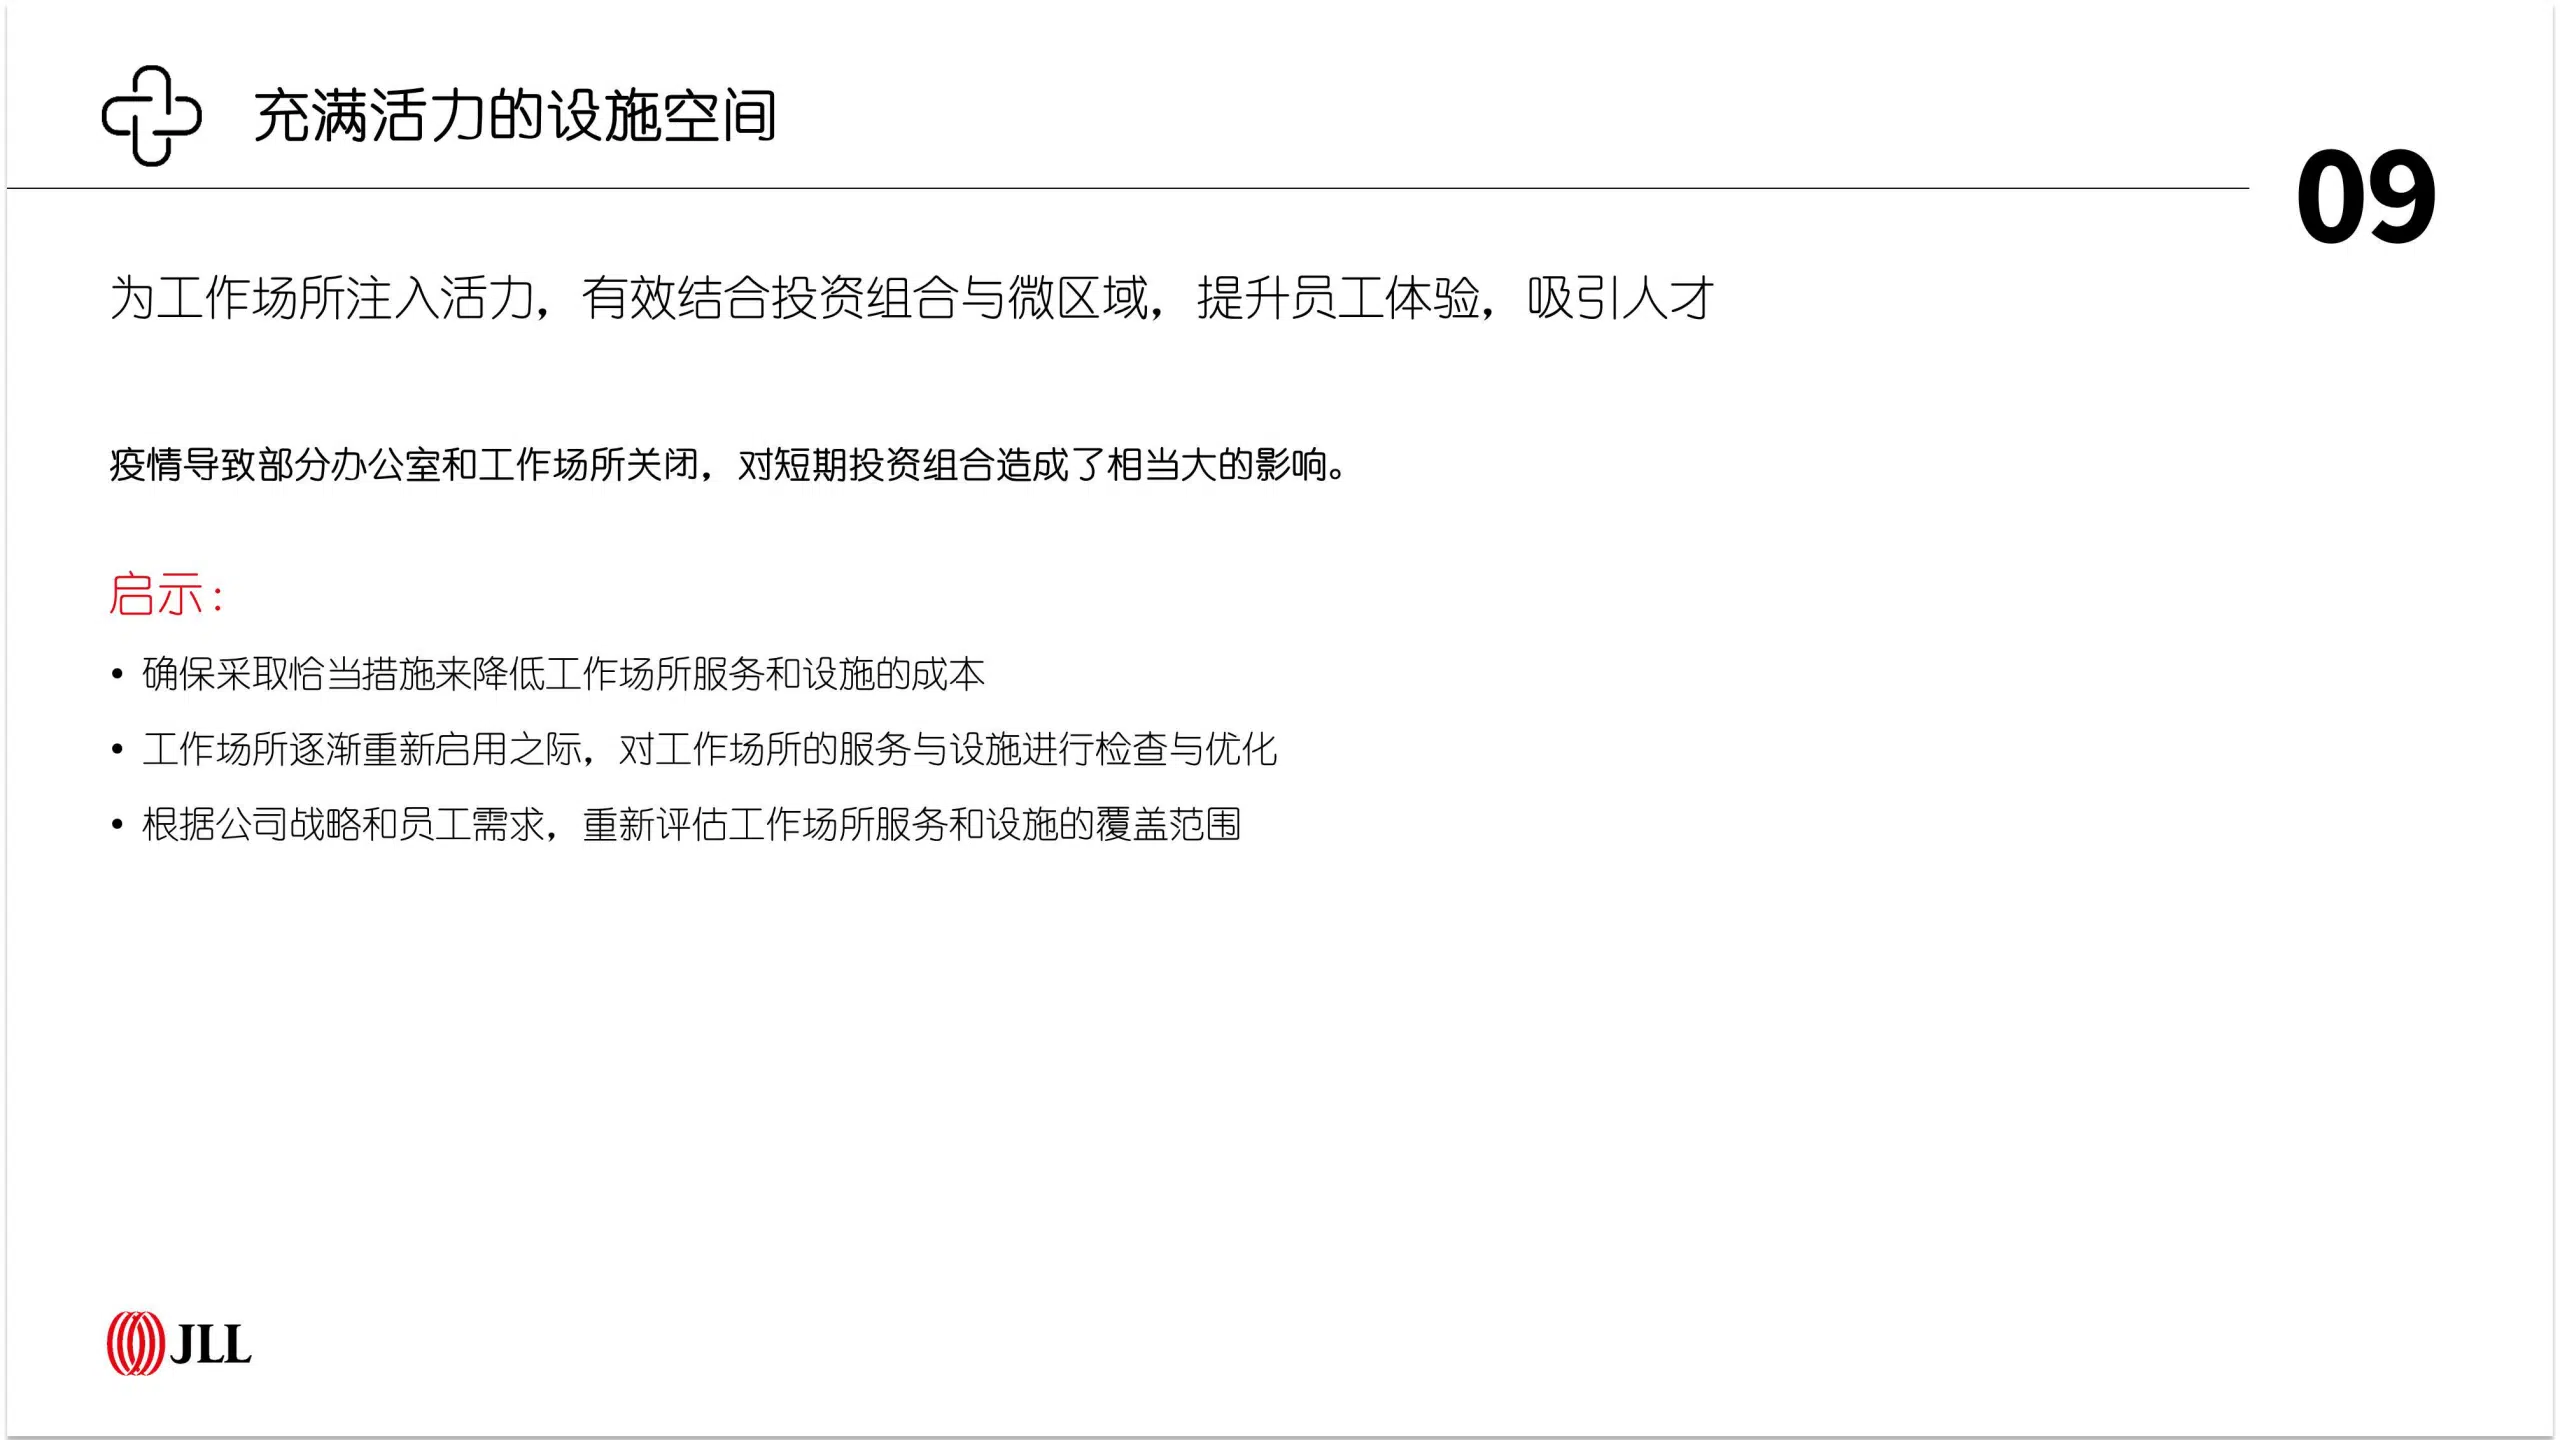 充满活力的设施空间
09
为工作场所注入活力，有效结合投资组合与微区域，提升员工体验，吸引人才
疫情导致部分办公室和工作场所关闭，对短期投资组合造成了相当大的影响。
启示：
• 确保采取恰当措施来降低工作场所服务和设施的成本
• 工作场所逐渐重新启用之际，对工作场所的服务与设施进行检查与优化
• 根据公司战略和员工需求，重新评估工作场所服务和设施的覆盖范围
JLL